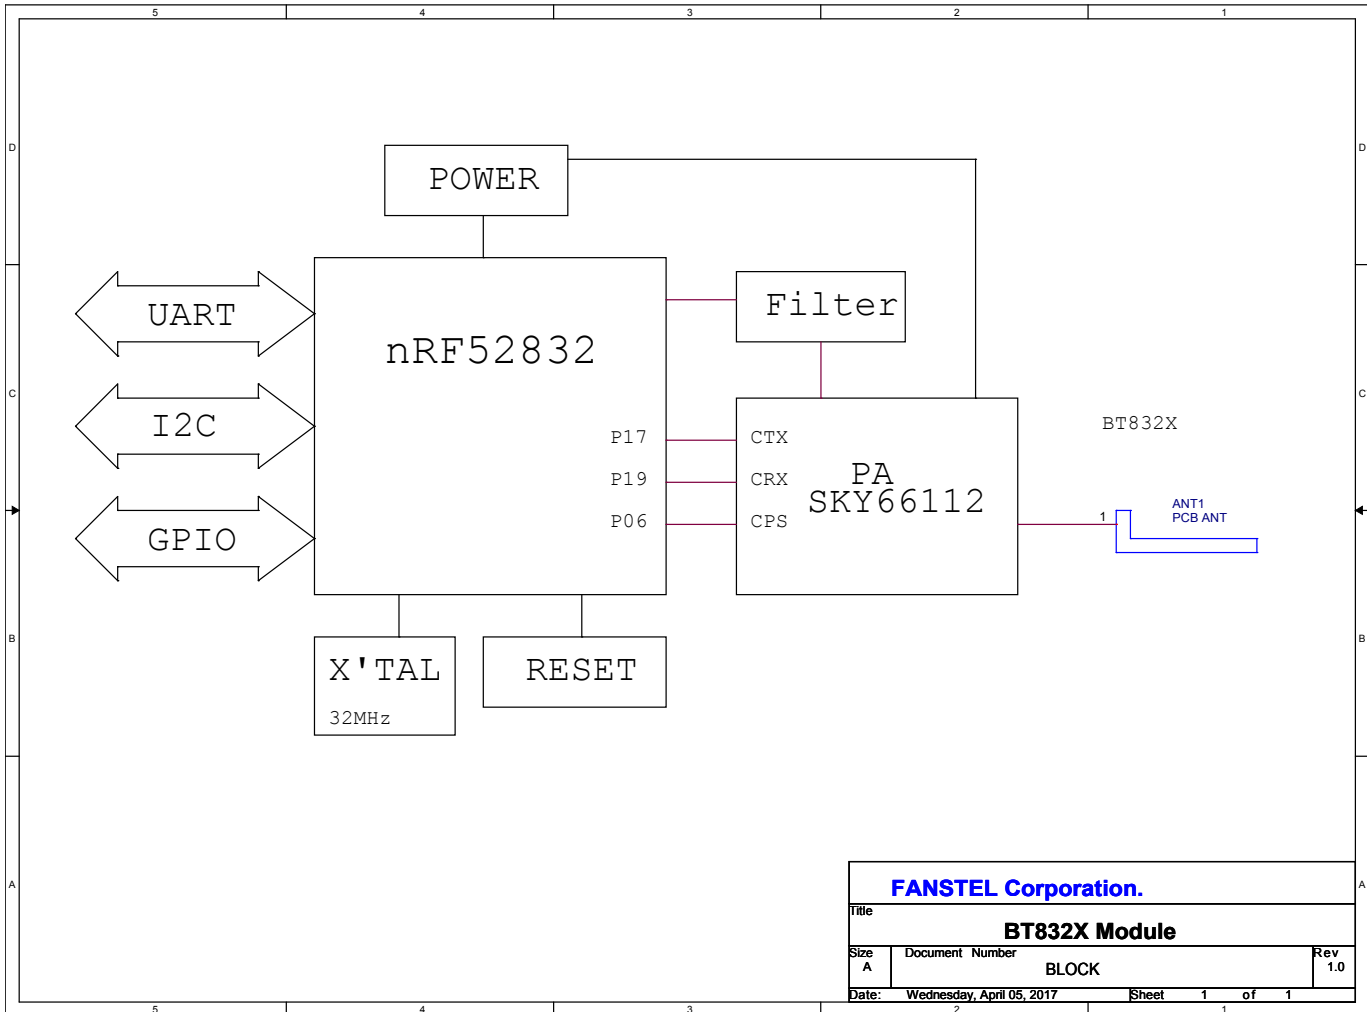 5 4 3 2 1
D D
POWER
UART
Filter
nRF52832
C C
I2C
BT832X
P17 CTX
PA
P19 CRX
SKY66112
ANT1
P06 CPS
1 PCB ANT
GPIO
B B
X'TAL RESET
32MHz
A A
FANSTEL Corporation.
Title
BT832X Module
Size Document Number Rev
A BLOCK 1.0
Date: Wednesday, April 05, 2017 Sheet 1 of 1
5 4 3 2 1